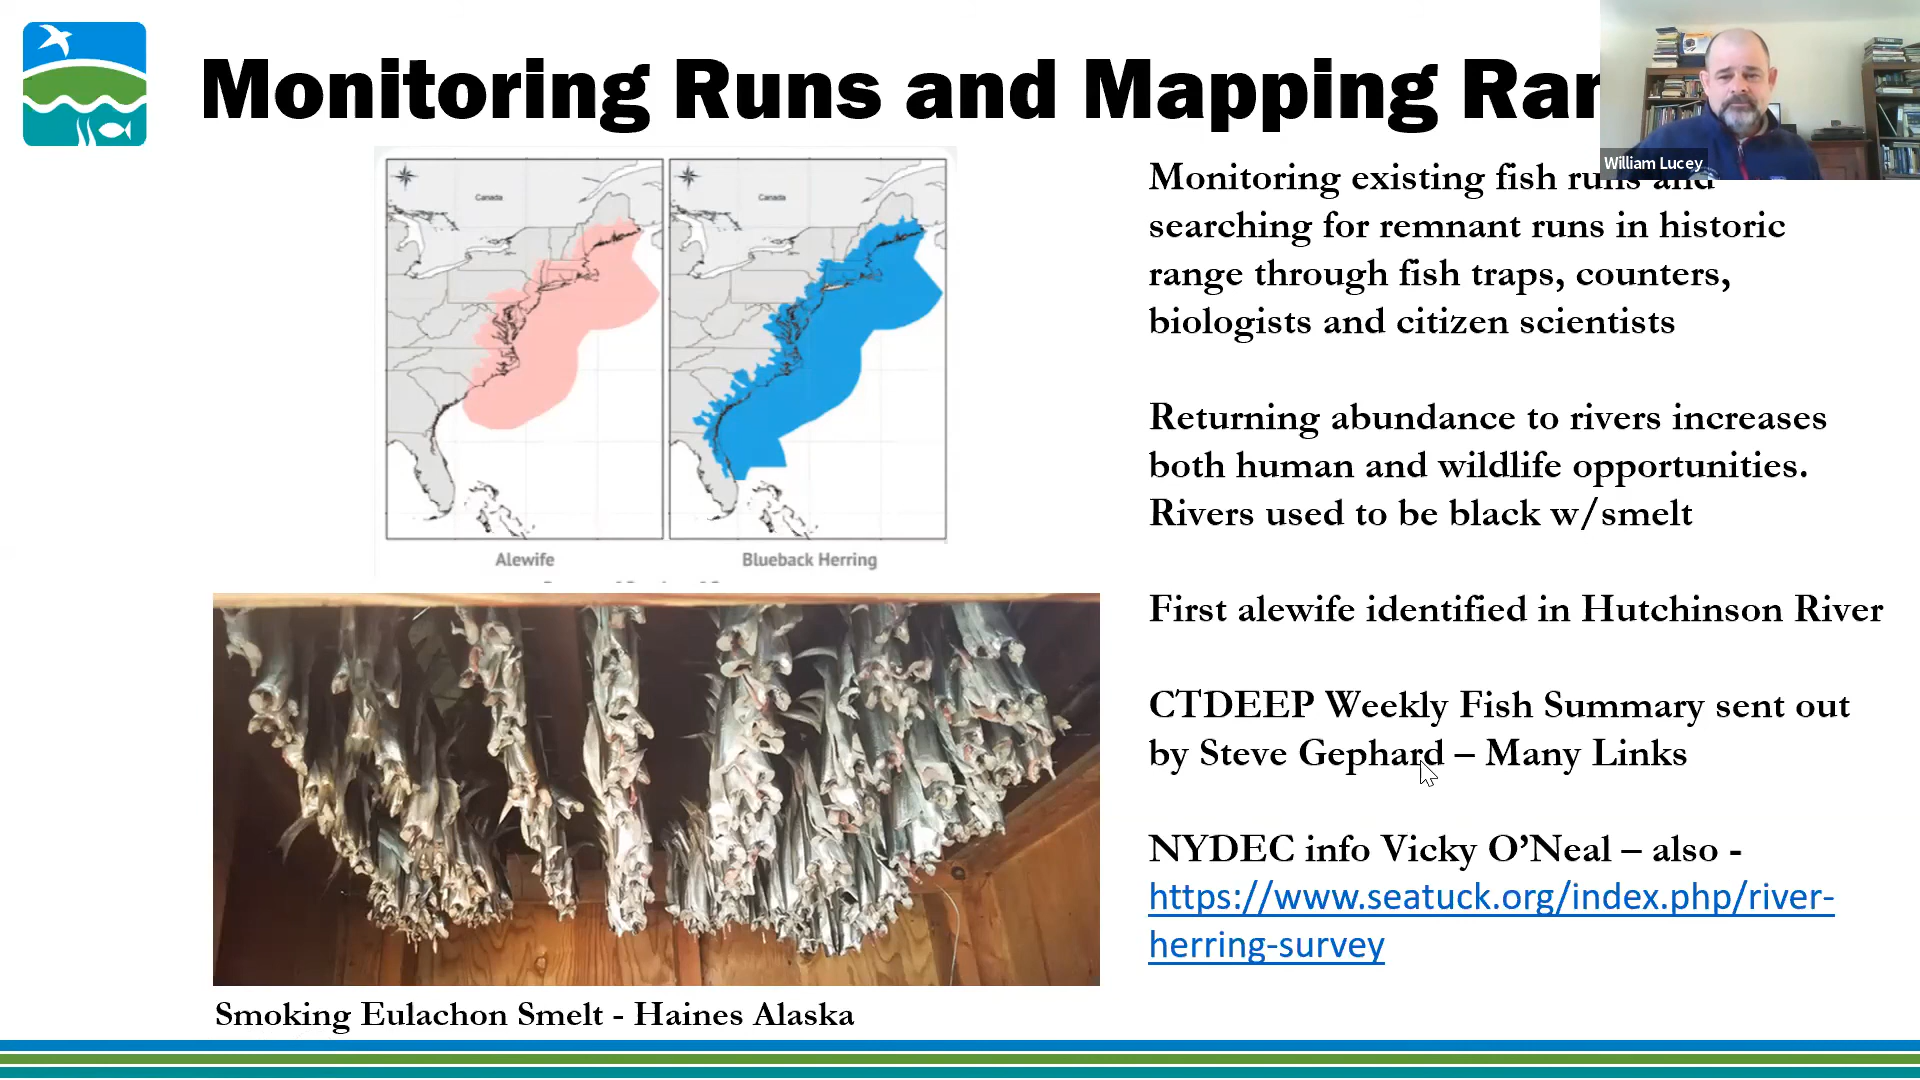 Monitoring Runs and Mapping Ran
William Lucey
Monitoring existing fish runs and
searching for remnant runs in historic
range through fish traps, counters,
biologists and citizen scientists
Canada
Canada
Alewife
Blueback Herring
Returning abundance to rivers increases
both human and wildlife opportunities.
Rivers used to be black w/smelt
First alewife identified in Hutchinson River
CTDEEP Weekly Fish Summary sent out
by Steve Gephard – Many Links
NYDEC info Vicky O’Neal – also -
https://www.seatuck.org/index.php/river-
herring-survey
Smoking Eulachon Smelt - Haines Alaska